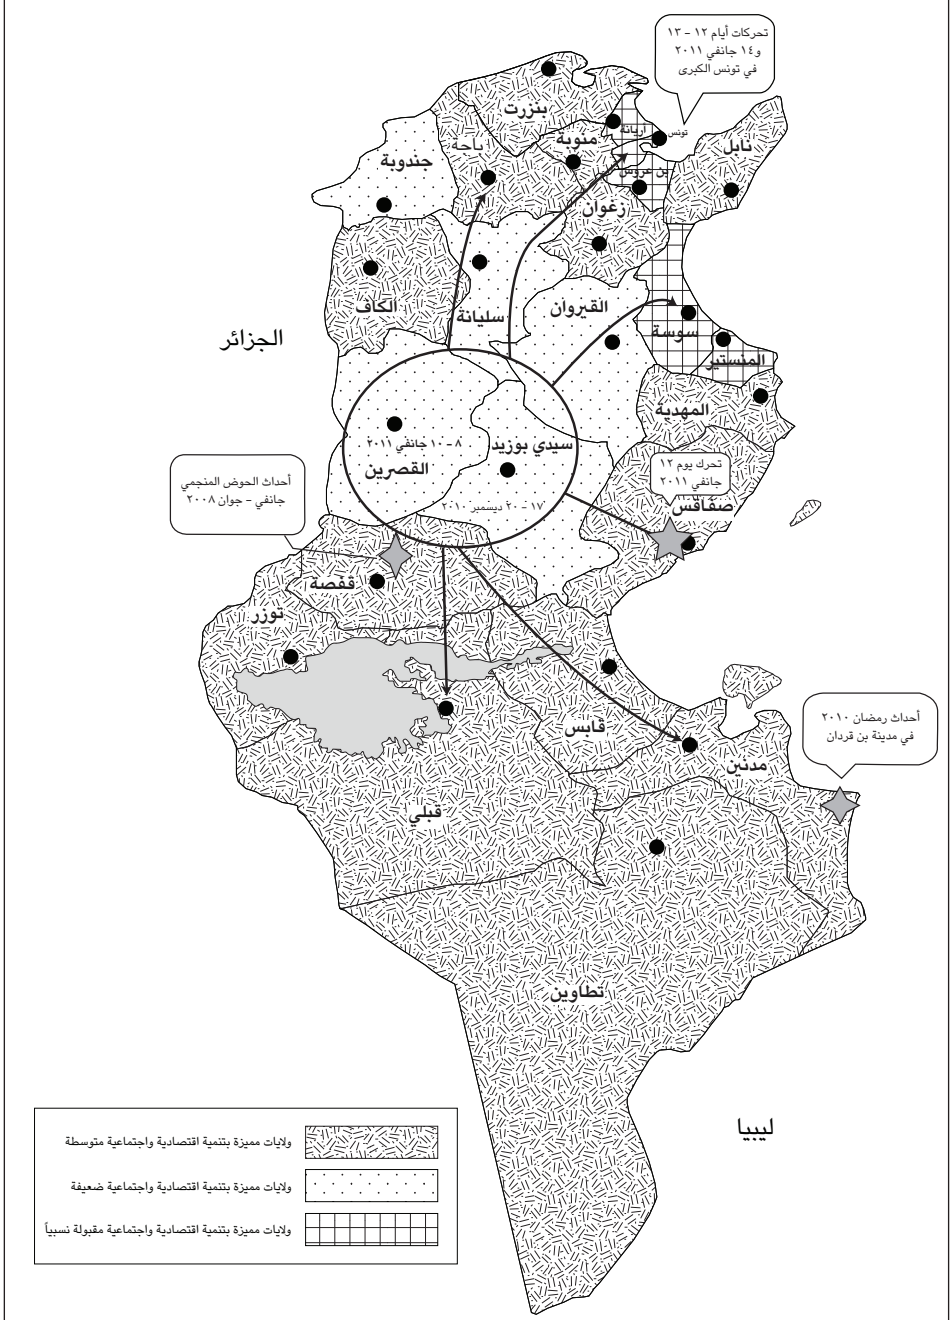 تحركات أيام ١٢ - ١٣
و١٤ جانفي ٢٠١١
في تونس الكبرى
بنزرت
اريانة
تونس
نابل
منوبة
باجة
جندوبة
بن عروس
زغوان
الكاف
سليانة
القيروان
سوسة
المنستير
الجزائر
المهدية
سيدي بوزيد
٨ - ١٠ جانفي ٢٠١١
القصرين
تحرك يوم ١٢
جانفي ٢٠١١
صفاقس
١٧ - ٢٠ ديسمبر ٢٠١٠
أحداث الحوض المنجمي
جانفي - جوان ٢٠٠٨
قفصة
توزر
قابس
أحداث رمضان ٢٠١٠
في مدينة بن قردان
مدنين
قبلي
تطاوين
ليبيا
ولايات مميزة بتنمية اقتصادية واجتماعية متوسطة
ولايات مميزة بتنمية اقتصادية واجتماعية ضعيفة
ولايات مميزة بتنمية اقتصادية واجتماعية مقبولة نسبياً